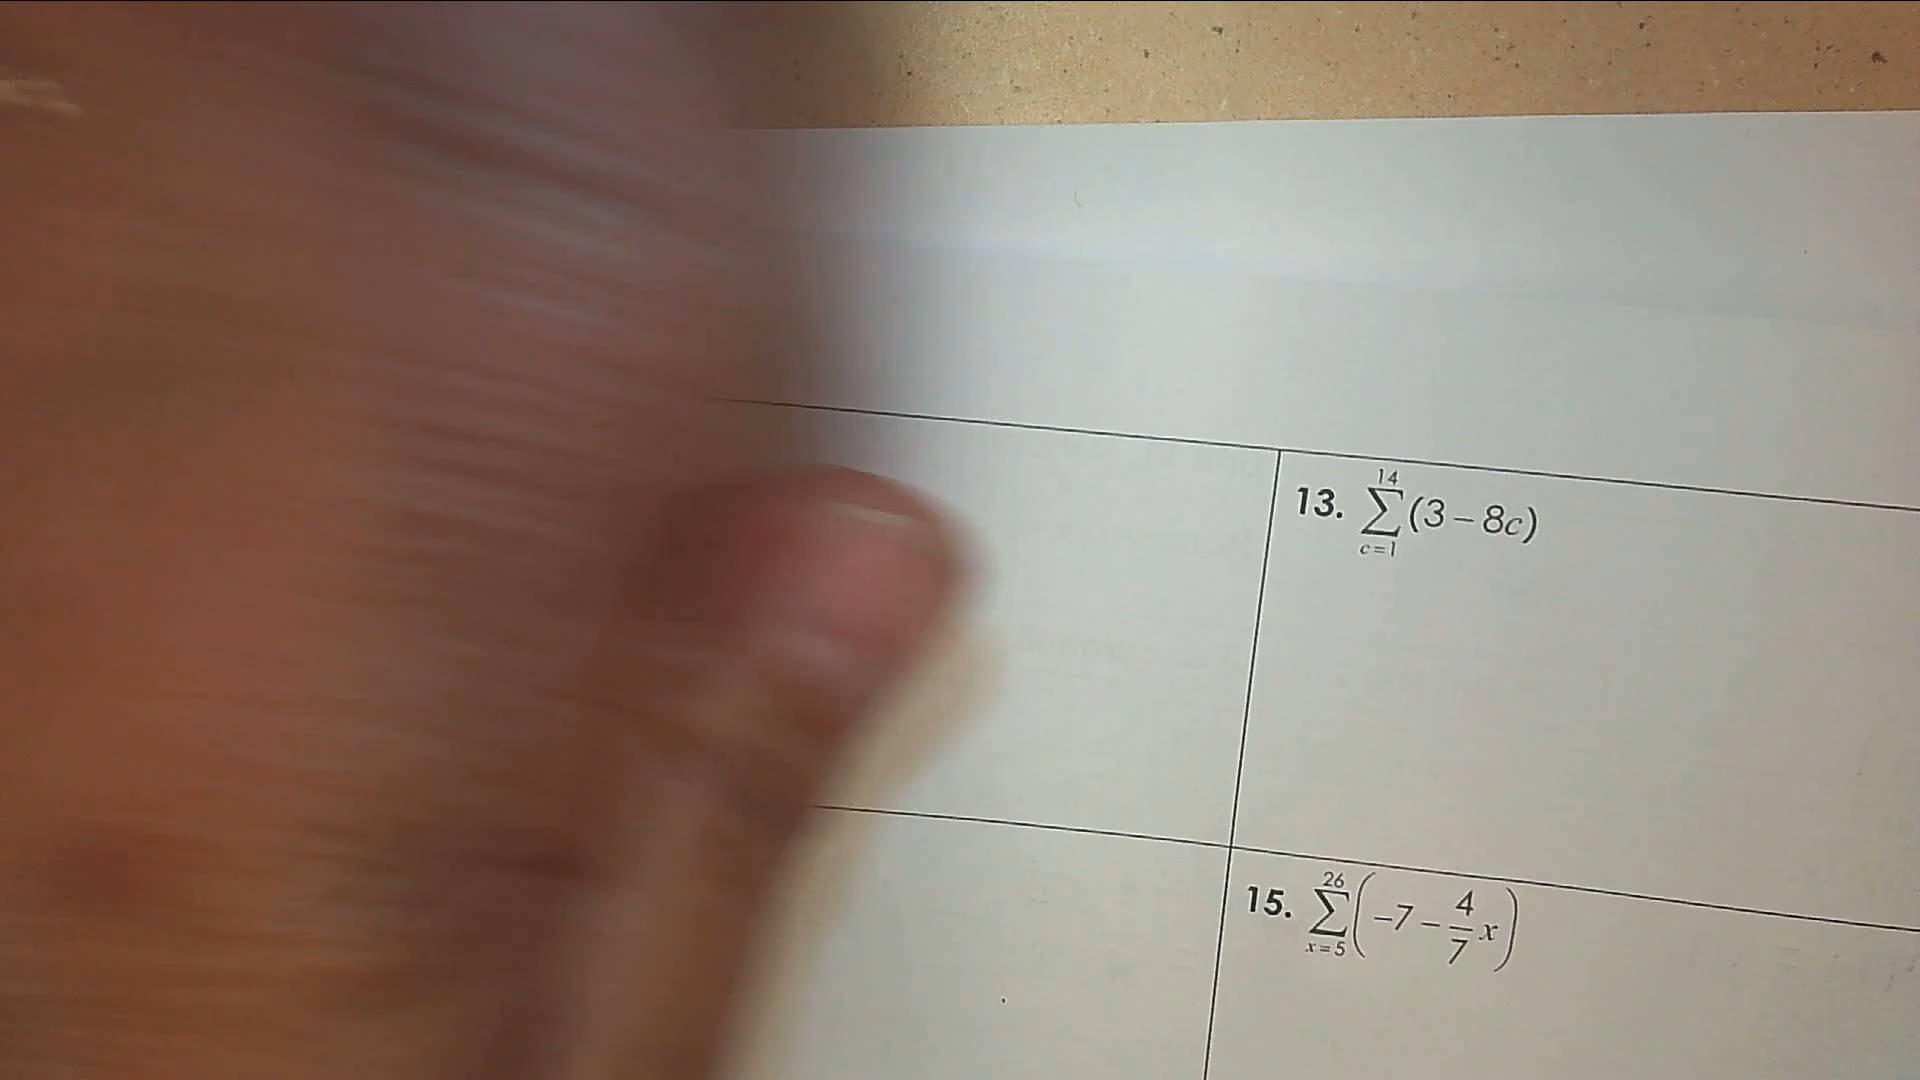 13. \sum_{c=1}^{14}(3-8c)
15. \sum_{x=5}^{26}\left(-7-\frac{4}{7}x\right)